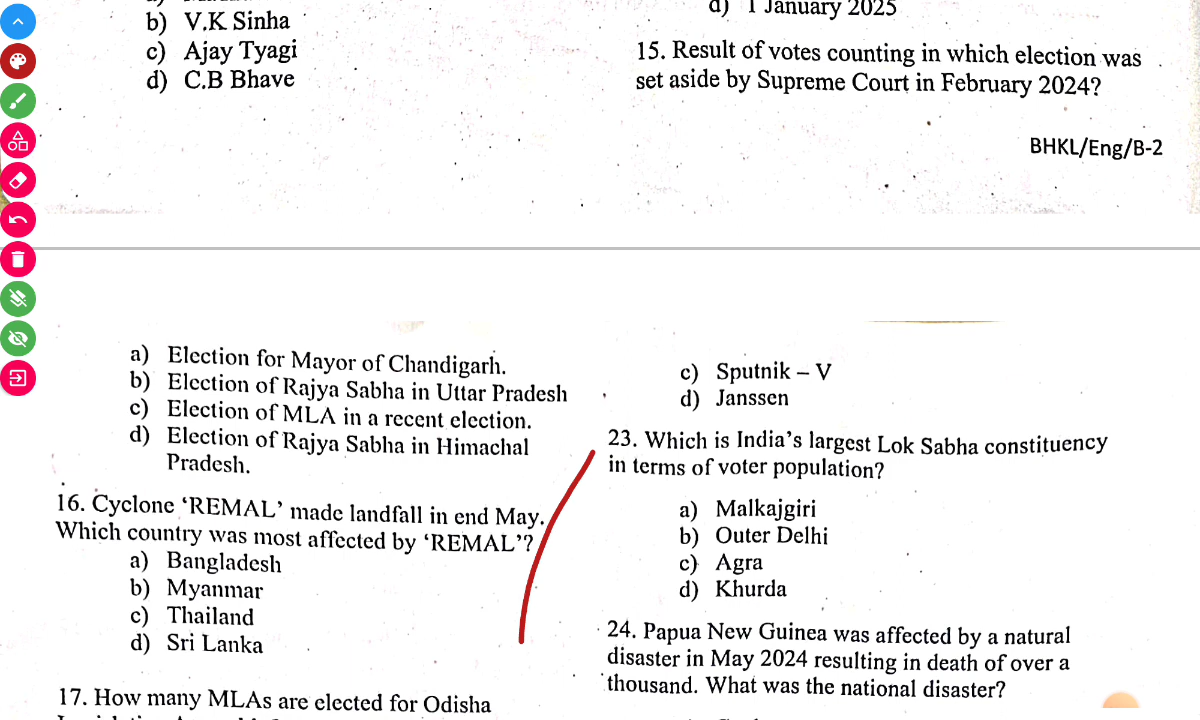 b) V.K Sinha
c) Ajay Tyagi
d) C.B Bhave
d) 1 January 2025
15. Result of votes counting in which election was
set aside by Supreme Court in February 2024?
BHKL/Eng/B-2
a) Election for Mayor of Chandigarh.
b) Election of Rajya Sabha in Uttar Pradesh
c) Election of MLA in a recent election.
d) Election of Rajya Sabha in Himachal
Pradesh.
16. Cyclone ‘REMAL’ made landfall in end May.
Which country was most affected by ‘REMAL’?
a) Bangladesh
b) Myanmar
c) Thailand
d) Sri Lanka
17. How many MLAs are elected for Odisha
c) Sputnik – V
d) Janssen
23. Which is India’s largest Lok Sabha constituency
in terms of voter population?
a) Malkajgiri
b) Outer Delhi
c) Agra
d) Khurda
24. Papua New Guinea was affected by a natural
disaster in May 2024 resulting in death of over a
thousand. What was the national disaster?